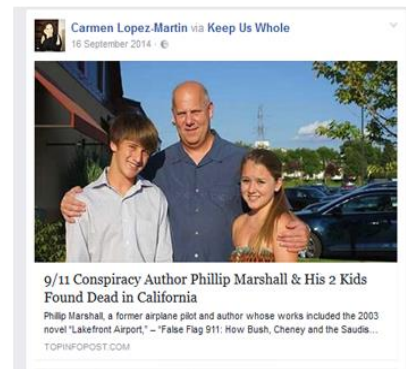 Carmen Lopez-Martin via Keep Us Whole
16 September 2014 ·
9/11 Conspiracy Author Phillip Marshall & His 2 Kids
Found Dead in California
Phillip Marshall, a former airplane pilot and author whose works included the 2003
novel "Lakefront Airport," – "False Flag 911: How Bush, Cheney and the Saudis...
TOPINFOPOST.COM